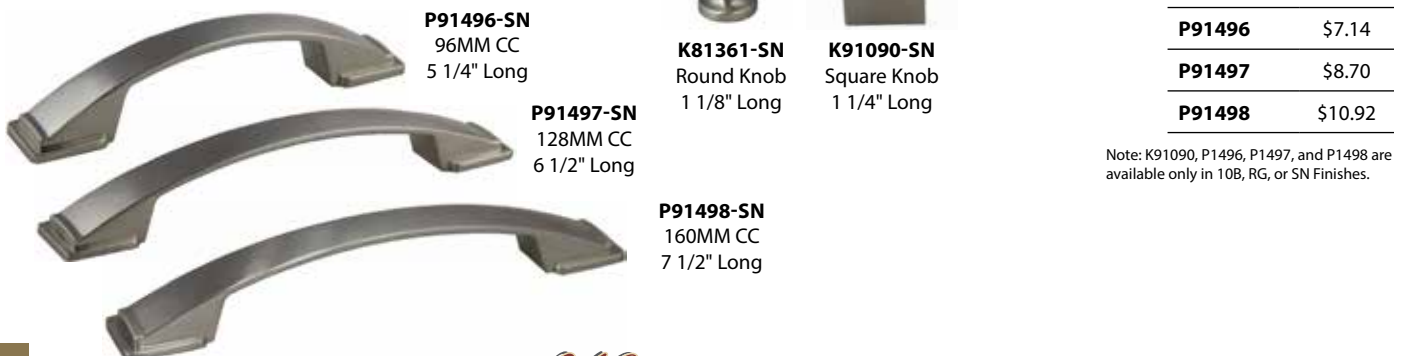 P91496-SN
96MM CC
5 1/4" Long
P91497-SN
128MM CC
6 1/2" Long
P91498-SN
160MM CC
7 1/2" Long
K81361-SN
Round Knob
1 1/8" Long
K91090-SN
Square Knob
1 1/4" Long
P91496 $7.14
P91497 $8.70
P91498 $10.92
Note: K91090, P1496, P1497, and P1498 are
available only in 10B, RG, or SN Finishes.